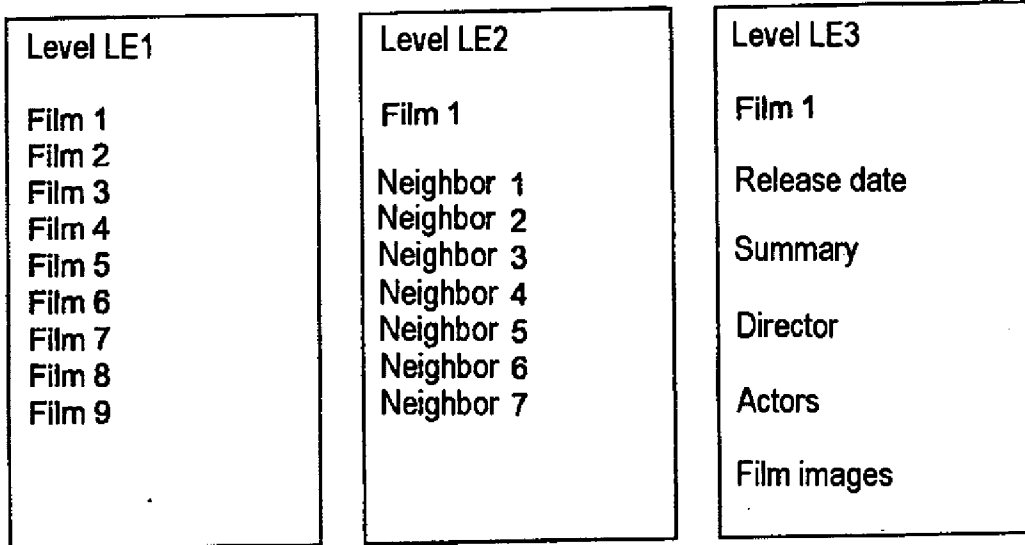 Level LE1
Film 1
Film 2
Film 3
Film 4
Film 5
Film 6
Film 7
Film 8
Film 9
Level LE2
Film 1
Neighbor 1
Neighbor 2
Neighbor 3
Neighbor 4
Neighbor 5
Neighbor 6
Neighbor 7
Level LE3
Film 1
Release date
Summary
Director
Actors
Film images